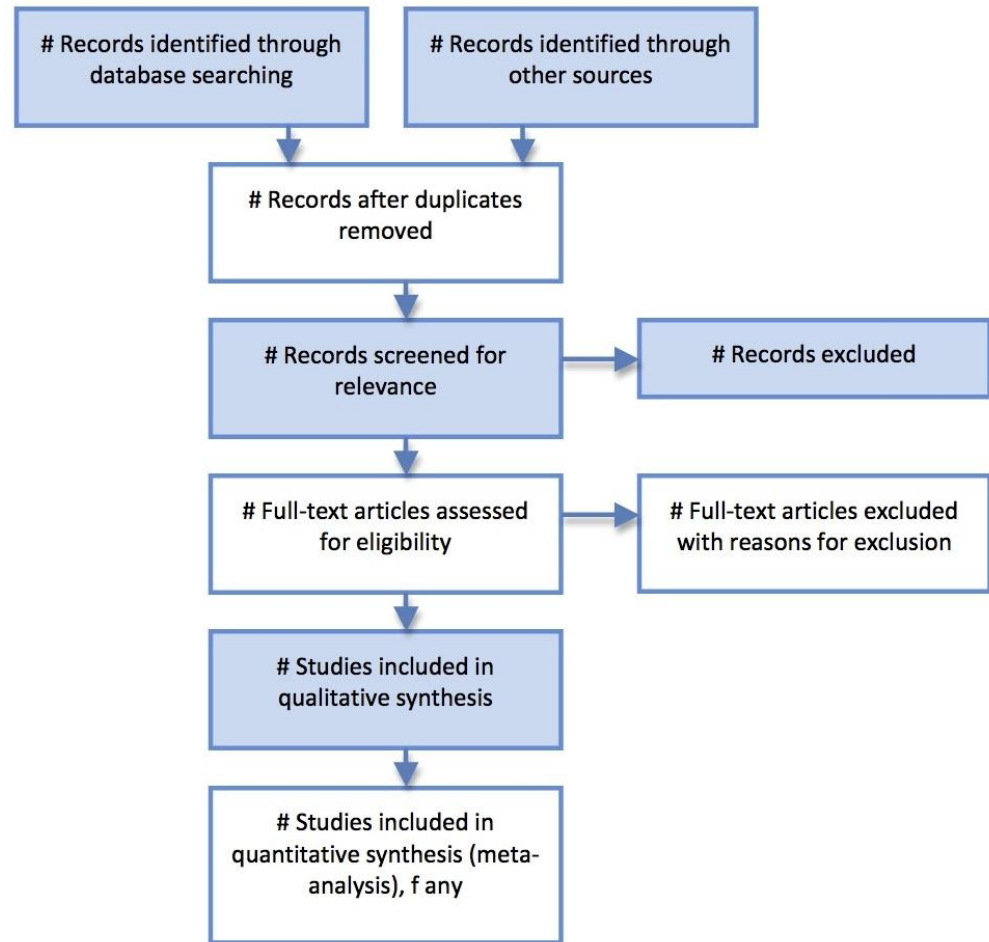 # Records identified through
database searching
# Records identified through
other sources
# Records after duplicates
removed
# Records screened for
relevance
# Records excluded
# Full-text articles assessed
for eligibility
# Full-text articles excluded
with reasons for exclusion
# Studies included in
qualitative synthesis
# Studies included in
quantitative synthesis (meta-
analysis), f any